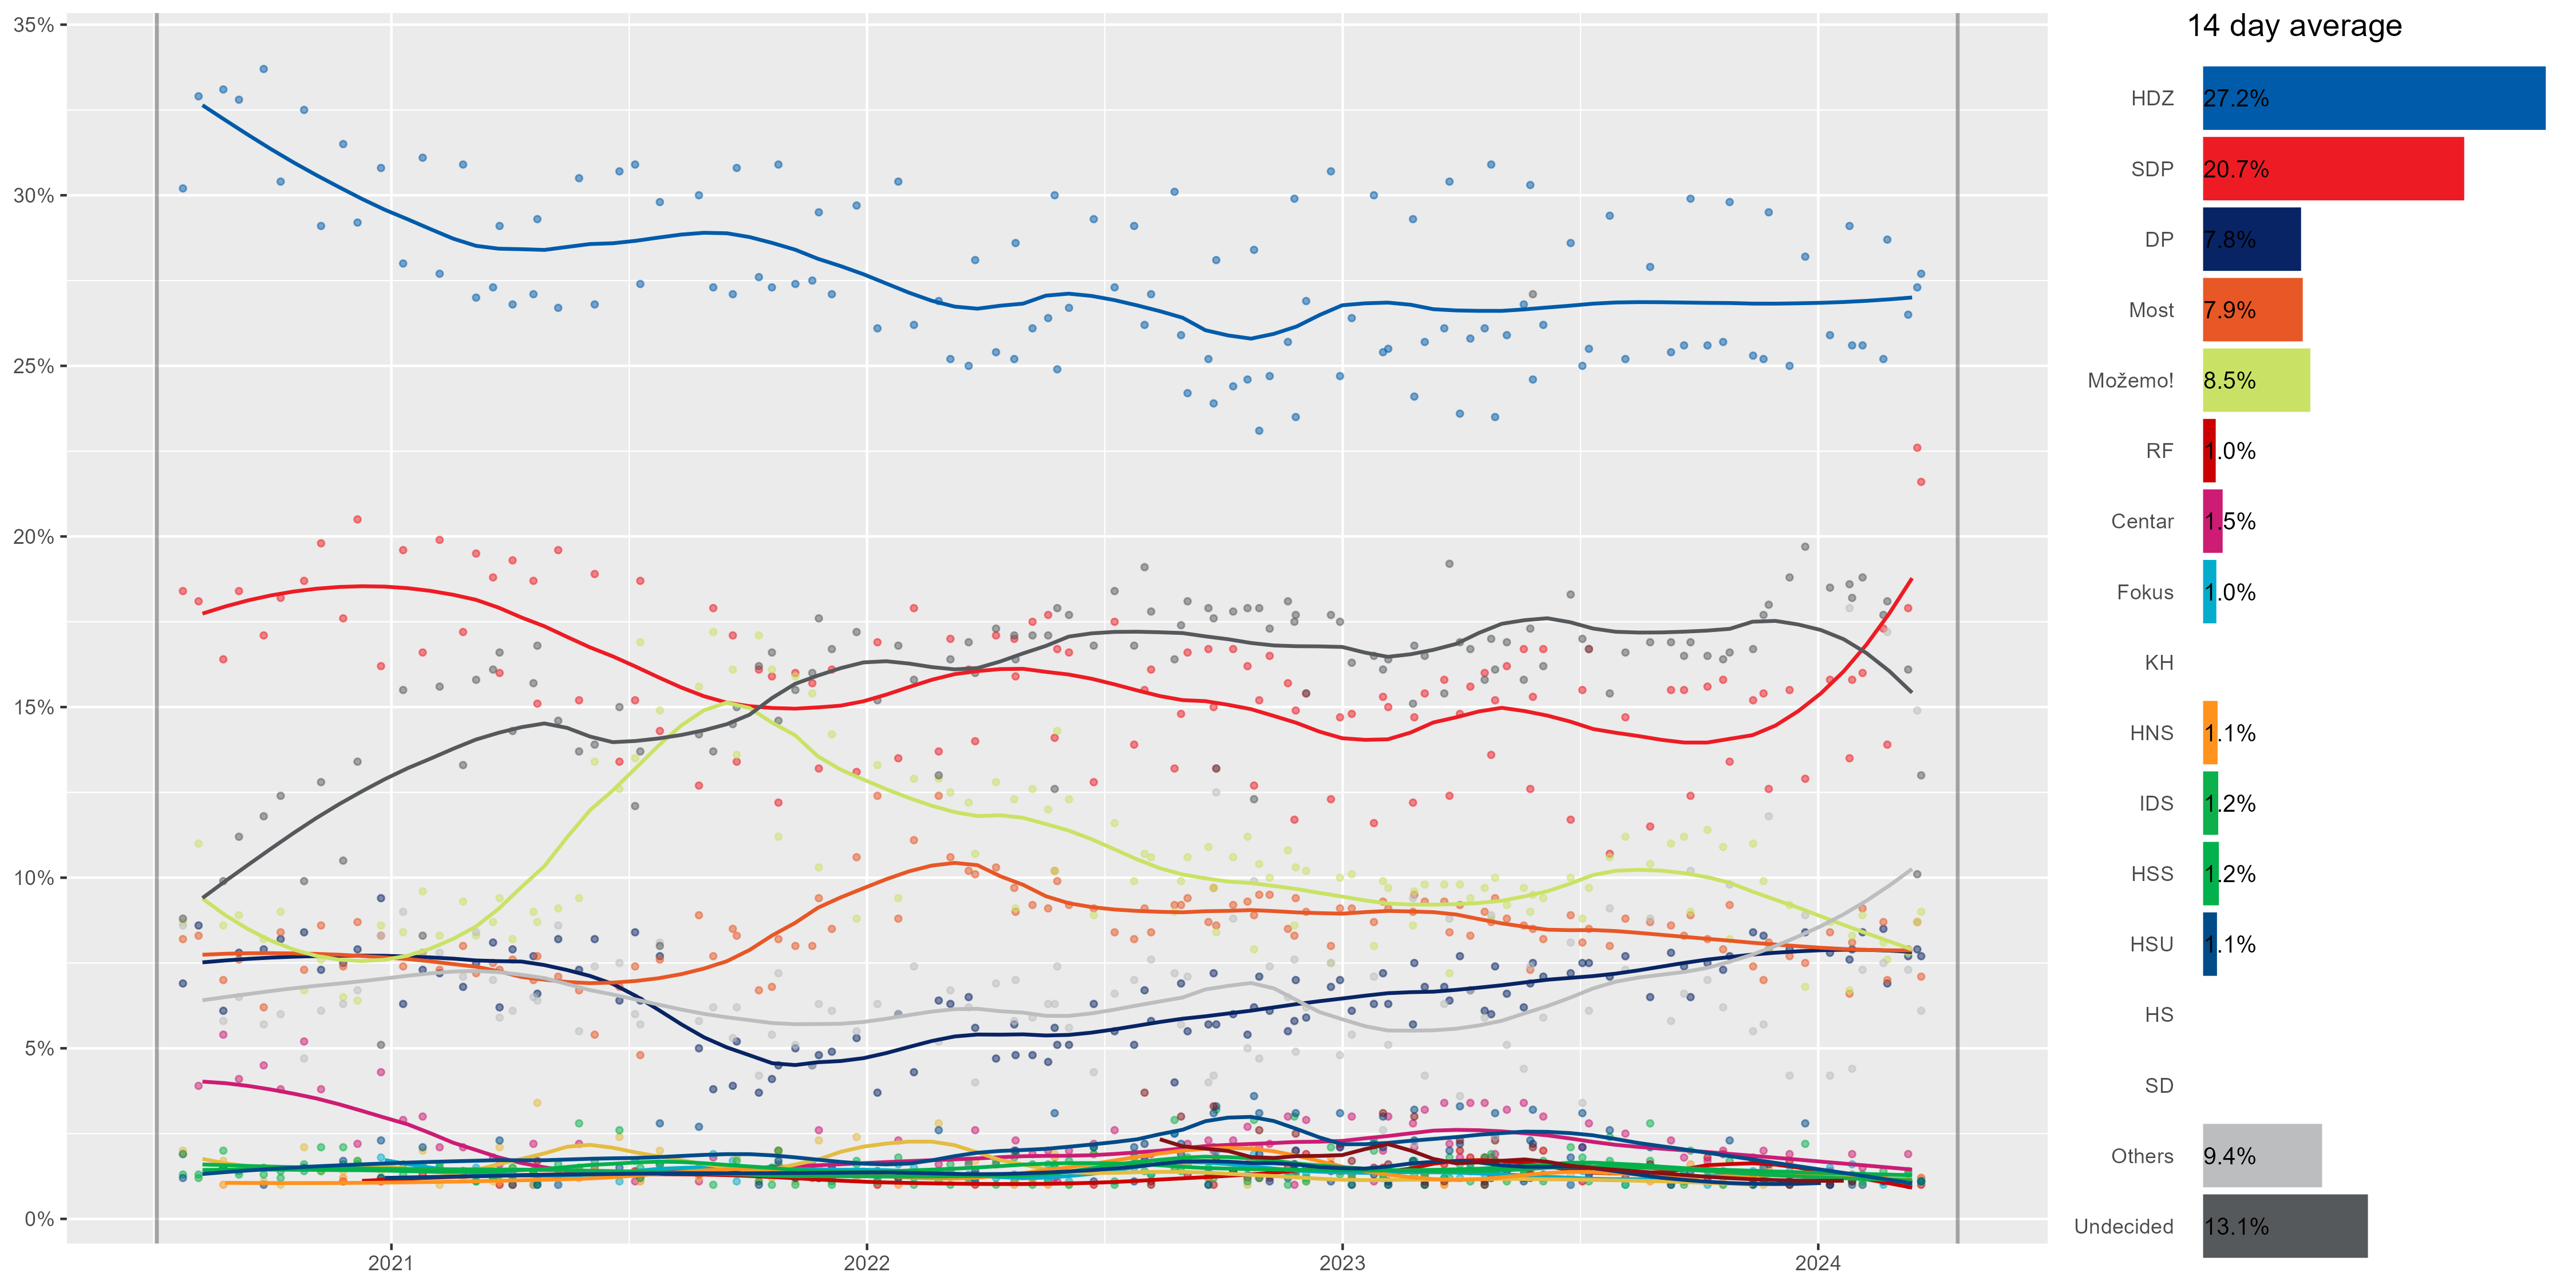 35%
30%
25%
20%
15%
10%
5%
0%
2021 2022 2023 2024
14 day average
HDZ 27.2%
SDP 20.7%
DP 7.8%
Most 7.9%
Možemo! 8.5%
RF 1.0%
Centar 1.5%
Fokus 1.0%
KH
HNS 1.1%
IDS 1.2%
HSS 1.2%
HSU 1.1%
HS
SD
Others 9.4%
Undecided 13.1%